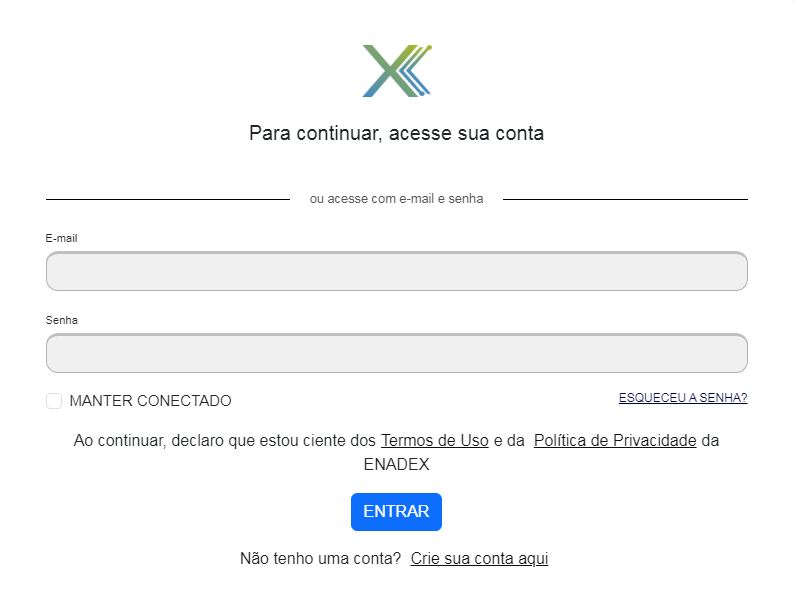 Para continuar, acesse sua conta
ou acesse com e-mail e senha
E-mail
Senha
MANTER CONECTADO
ESQUECEU A SENHA?
Ao continuar, declaro que estou ciente dos Termos de Uso e da Política de Privacidade da
ENADEX
ENTRAR
Não tenho uma conta? Crie sua conta aqui